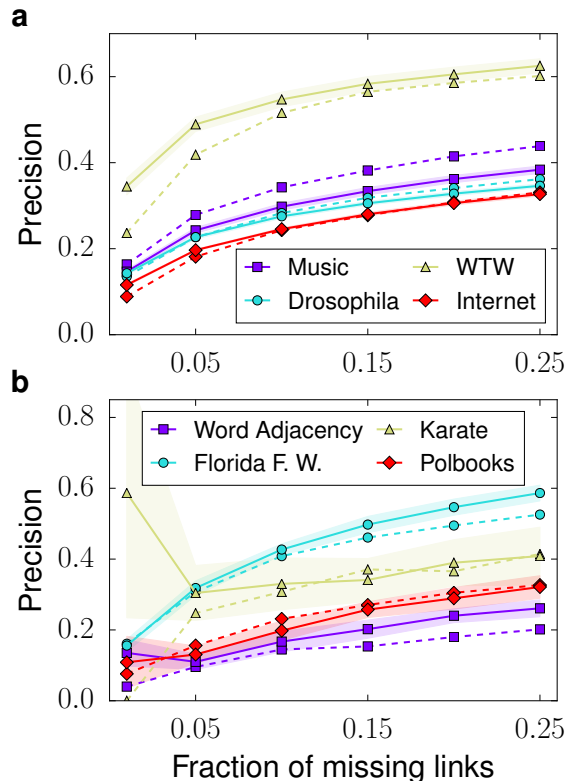 a
0.6
0.4
0.2
0.0
Precision
Music
WTW
Drosophila
Internet
0.05
0.15
0.25
b
0.8
0.6
0.4
0.2
0.0
Precision
Word Adjacency
Karate
Florida F. W.
Polbooks
0.05
0.15
0.25
Fraction of missing links